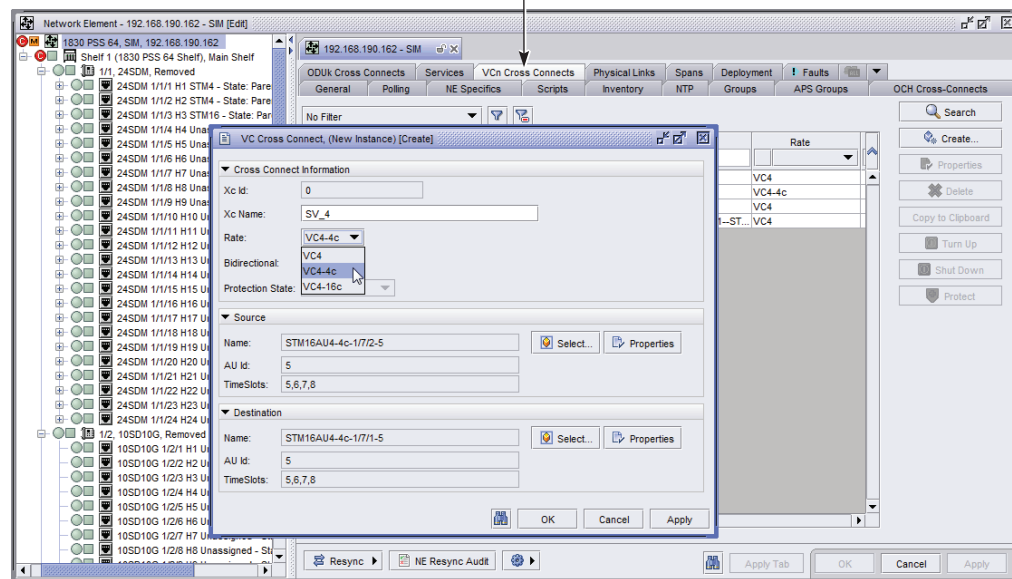 Network Element - 192.168.190.162 - SIM [Edit]
1830 PSS 64, SIM, 192.168.190.162
Shelf 1 (1830 PSS 64 Shelf), Main Shelf
1/1, 24SDM, Removed
24SDM 1/1/1 H1 STM4 - State: Pare
24SDM 1/1/2 H2 STM4 - State: Pare
24SDM 1/1/3 H3 STM16 - State: Par
24SDM 1/1/4 H4 Unas
24SDM 1/1/5 H5 Unas
24SDM 1/1/6 H6 Unas
24SDM 1/1/7 H7 Unas
24SDM 1/1/8 H8 Unas
24SDM 1/1/9 H9 Unas
24SDM 1/1/10 H10 U
24SDM 1/1/11 H11 U
24SDM 1/1/12 H12 U
24SDM 1/1/13 H13 U
24SDM 1/1/14 H14 U
24SDM 1/1/15 H15 U
24SDM 1/1/16 H16 U
24SDM 1/1/17 H17 U
24SDM 1/1/18 H18 U
24SDM 1/1/19 H19 U
24SDM 1/1/20 H20 U
24SDM 1/1/21 H21 U
24SDM 1/1/22 H22 U
24SDM 1/1/23 H23 U
24SDM 1/1/24 H24 U
1/2, 10SD10G, Removed
10SD10G 1/2/1 H1 U
10SD10G 1/2/2 H2 U
10SD10G 1/2/3 H3 U
10SD10G 1/2/4 H4 U
10SD10G 1/2/5 H5 U
10SD10G 1/2/6 H6 U
10SD10G 1/2/7 H7 U
10SD10G 1/2/8 H8 Unassigned - Sta
192.168.190.162 - SIM
ODUk Cross Connects Services VCn Cross Connects Physical Links Spans Deployment ! Faults
General Polling NE Specifics Scripts Inventory NTP Groups APS Groups OCH Cross-Connects
No Filter
Rate
VC4
VC4-4c
VC4
1--ST... VC4
Search
Create...
Properties
Delete
Copy to Clipboard
Turn Up
Shut Down
Protect
VC Cross Connect, (New Instance) [Create]
Cross Connect Information
Xc Id: 0
Xc Name: SV_4
Rate: VC4-4c
VC4
Bidirectional: VC4-4c
Protection State: VC4-16c
Source
Name: STM16AU4-4c-1/7/2-5 Select... Properties
AU Id: 5
TimeSlots: 5,6,7,8
Destination
Name: STM16AU4-4c-1/7/1-5 Select... Properties
AU Id: 5
TimeSlots: 5,6,7,8
OK Cancel Apply
Resync NE Resync Audit Apply Tab OK Cancel Apply